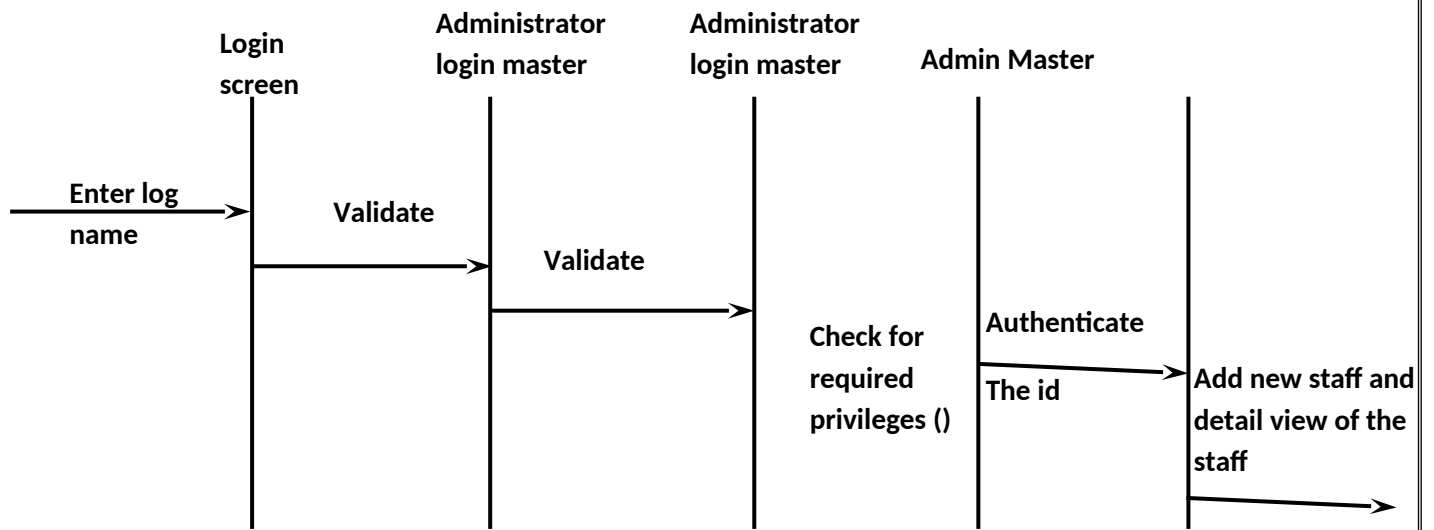 Login
screen
Administrator
login master
Administrator
login master
Admin Master
Enter log
name
Validate
Validate
Check for
required
privileges ()
Authenticate
The id
Add new staff and
detail view of the
staff